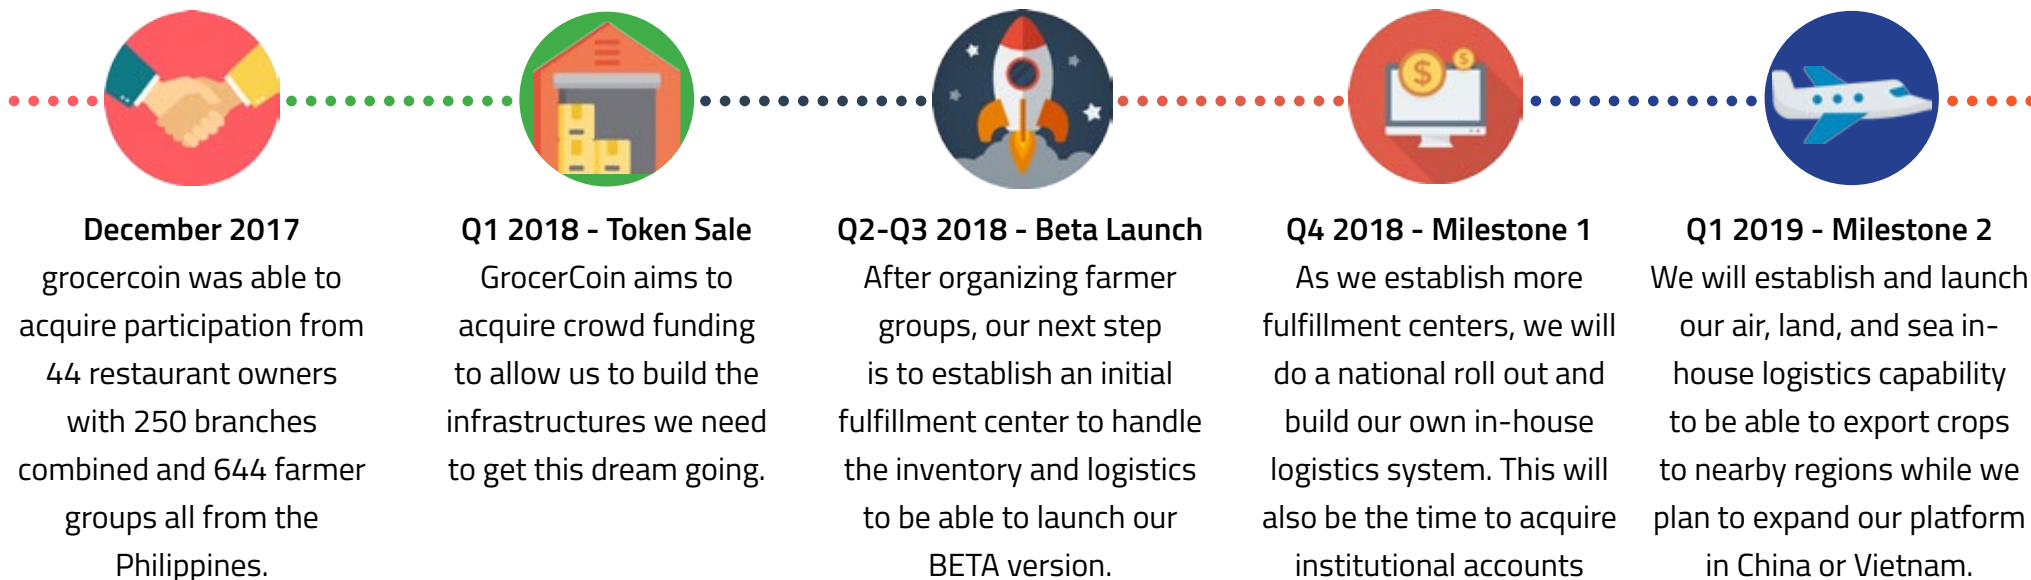 December 2017
grocercoin was able to
acquire participation from
44 restaurant owners
with 250 branches
combined and 644 farmer
groups all from the
Philippines.
Q1 2018 - Token Sale
GrocerCoin aims to
acquire crowd funding
to allow us to build the
infrastructures we need
to get this dream going.
Q2-Q3 2018 - Beta Launch
After organizing farmer
groups, our next step
is to establish an initial
fulfillment center to handle
the inventory and logistics
to be able to launch our
BETA version.
Q4 2018 - Milestone 1
As we establish more
fulfillment centers, we will
do a national roll out and
build our own in-house
logistics system. This will
also be the time to acquire
institutional accounts
Q1 2019 - Milestone 2
We will establish and launch
our air, land, and sea in-
house logistics capability
to be able to export crops
to nearby regions while we
plan to expand our platform
in China or Vietnam.